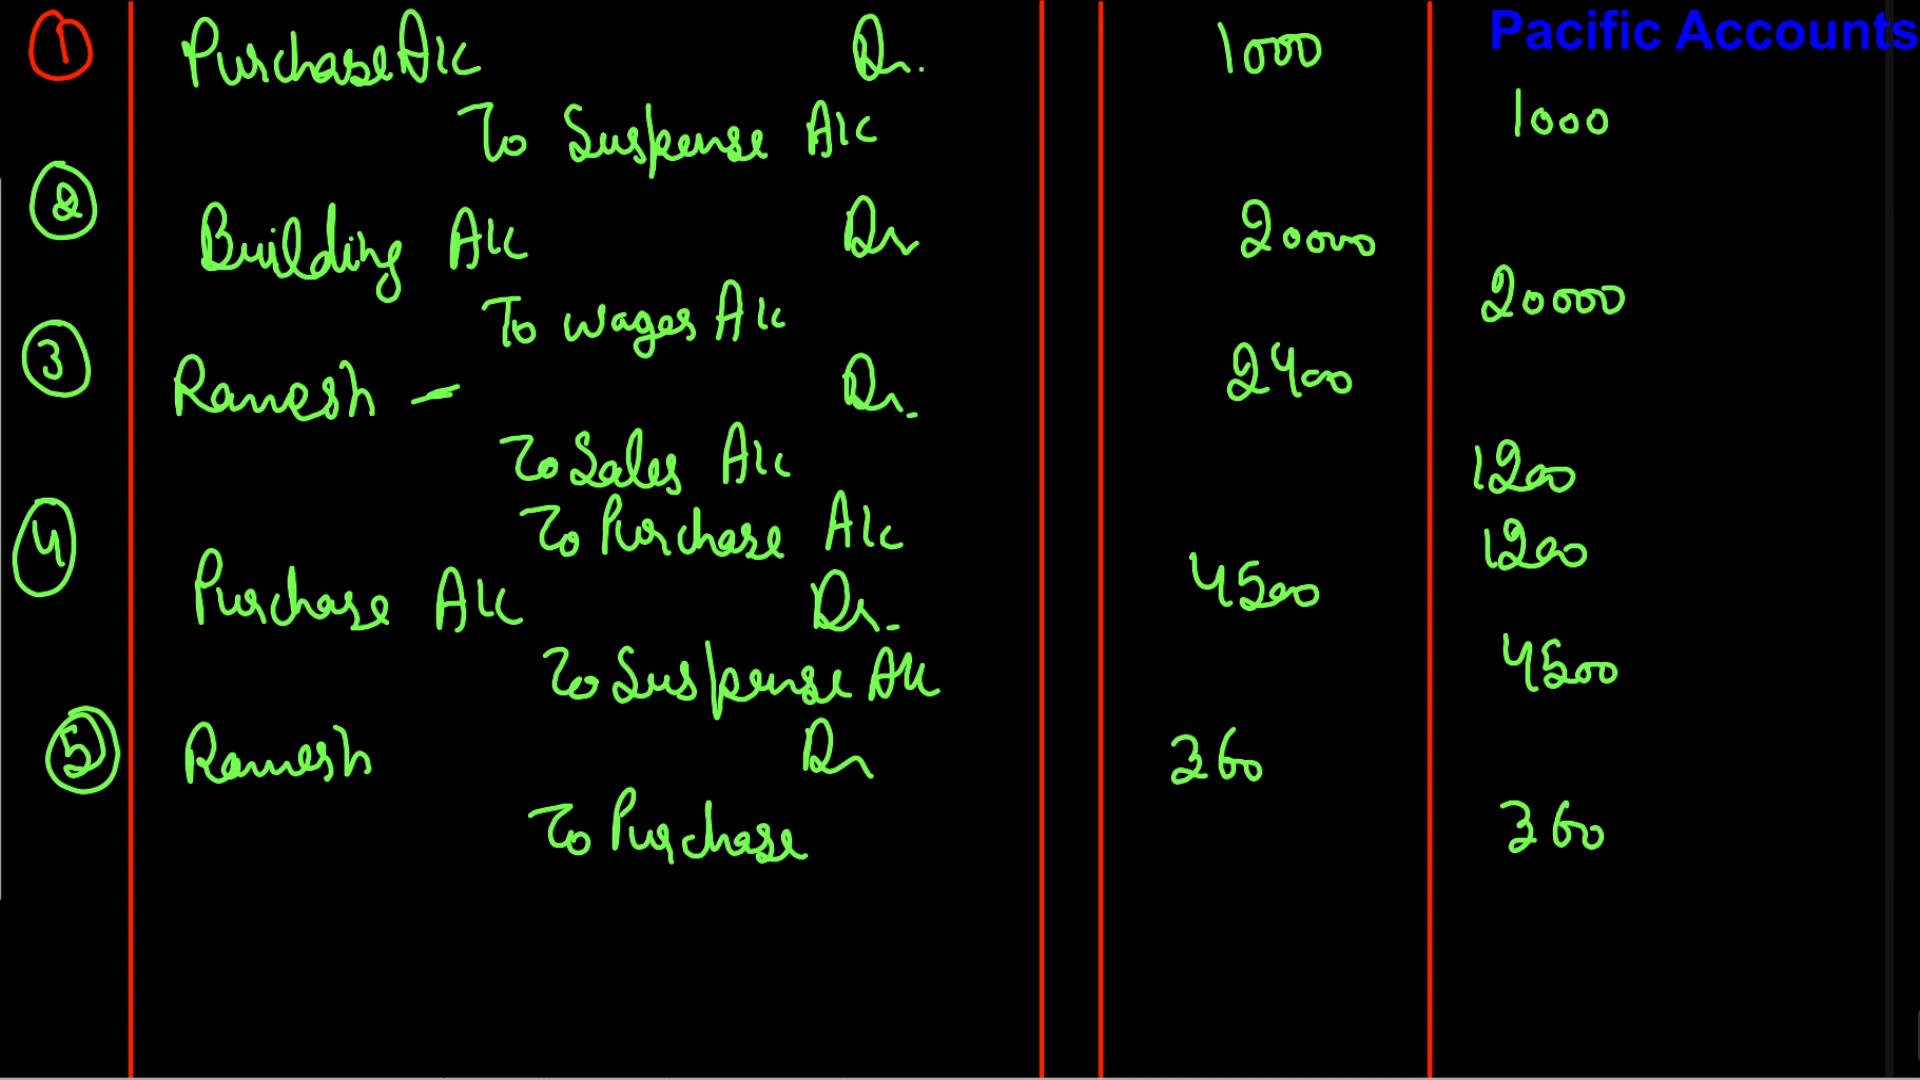 Pacific Accounts
① Purchase A/c Dr. 1000
To Suspense A/c 1000
② Building A/c Dr 20000
To wages A/c 20000
③ Ramesh - Dr. 2400
To Sales A/c 1200
To Purchase A/c 1200
④ Purchase A/c Dr. 4500
To Suspense A/c 4500
⑤ Ramesh Dr 360
To Purchase 360